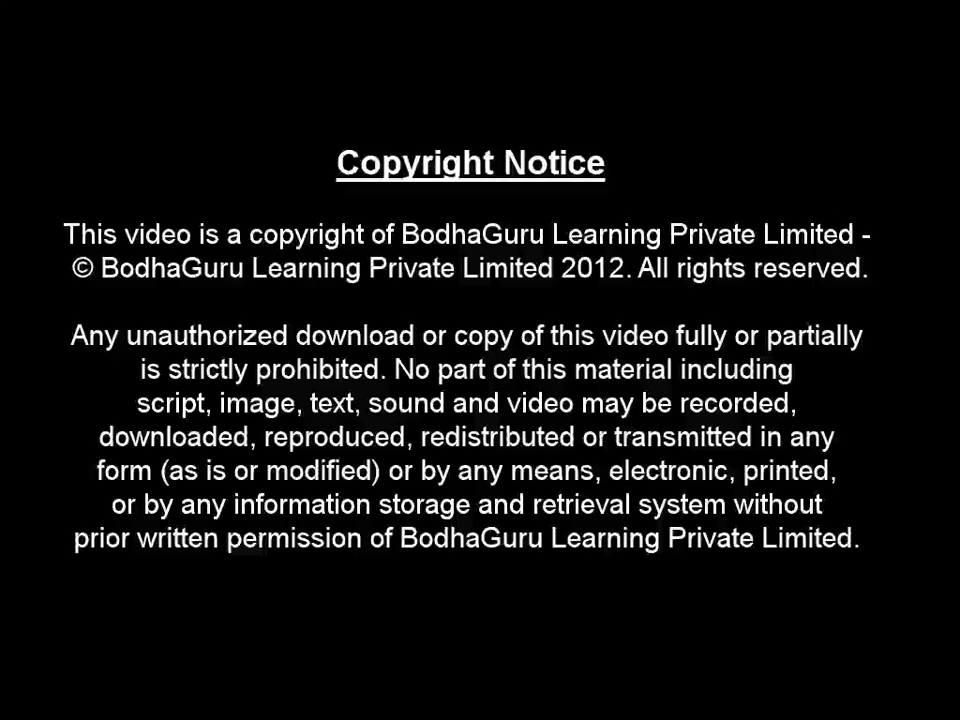 Copyright Notice
This video is a copyright of BodhaGuru Learning Private Limited -
© BodhaGuru Learning Private Limited 2012. All rights reserved.
Any unauthorized download or copy of this video fully or partially
is strictly prohibited. No part of this material including
script, image, text, sound and video may be recorded,
downloaded, reproduced, redistributed or transmitted in any
form (as is or modified) or by any means, electronic, printed,
or by any information storage and retrieval system without
prior written permission of BodhaGuru Learning Private Limited.